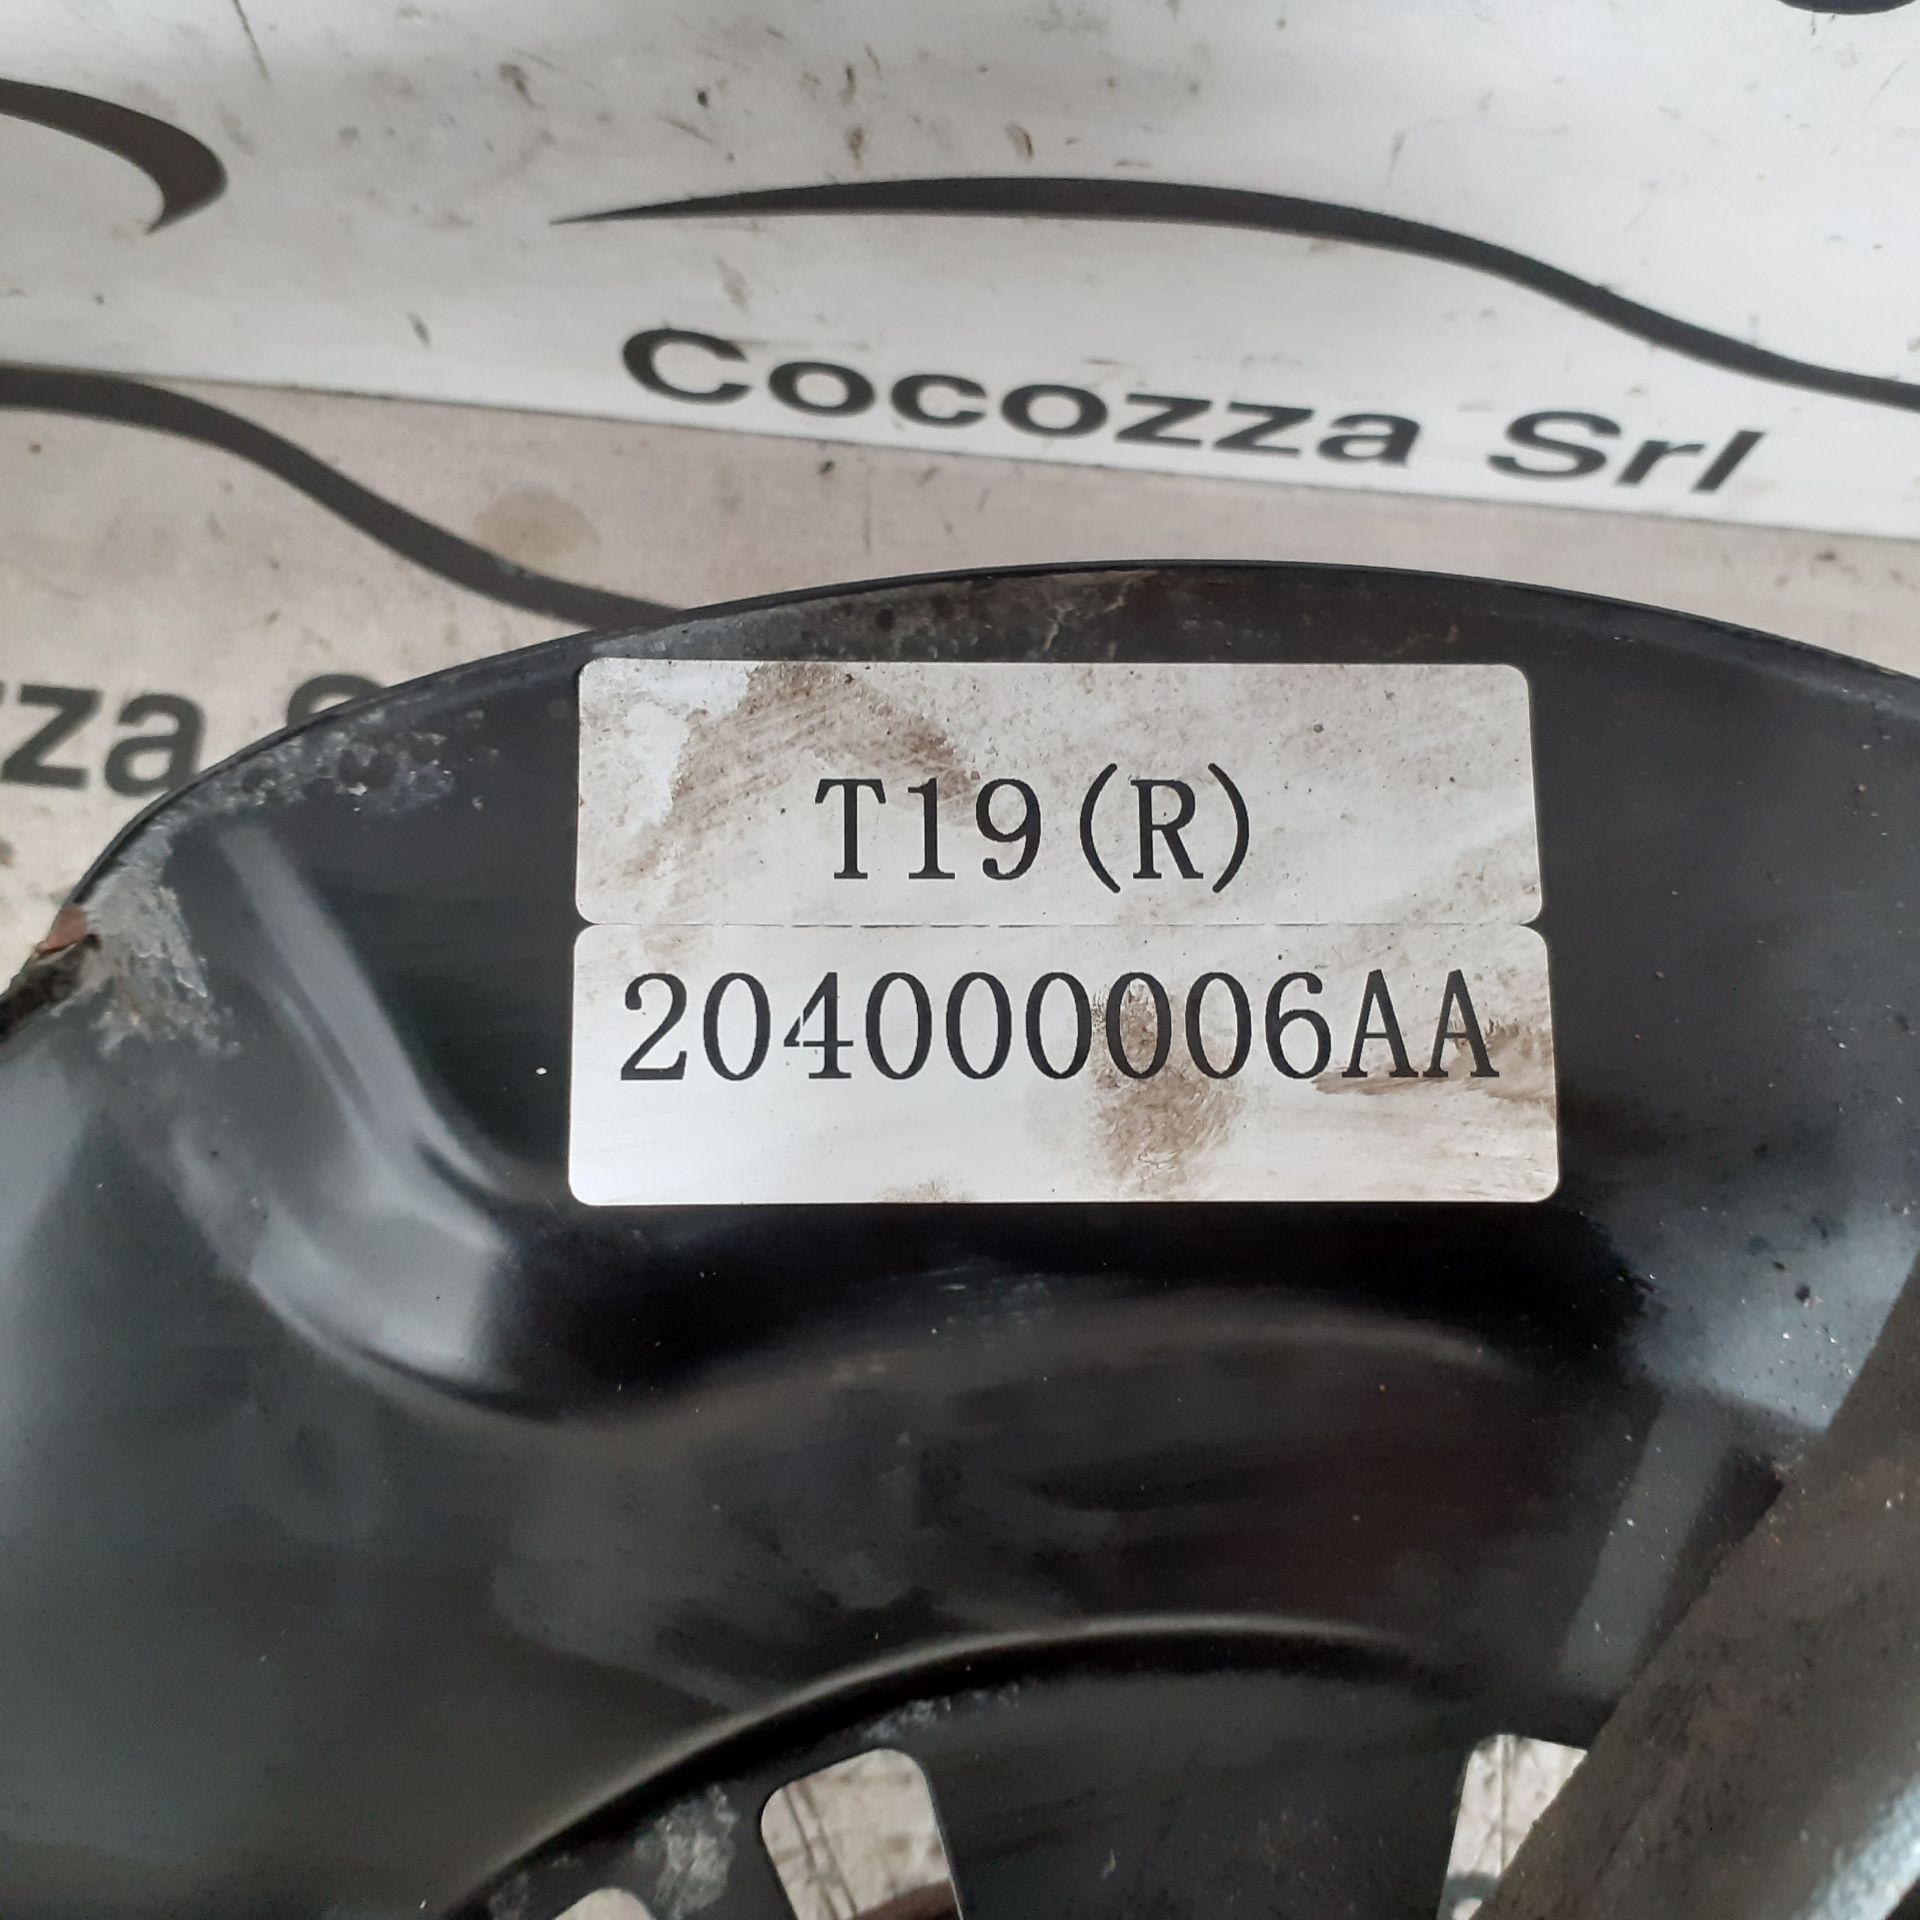 Cocozza Srl
zza S
T19(R)
204000006AA